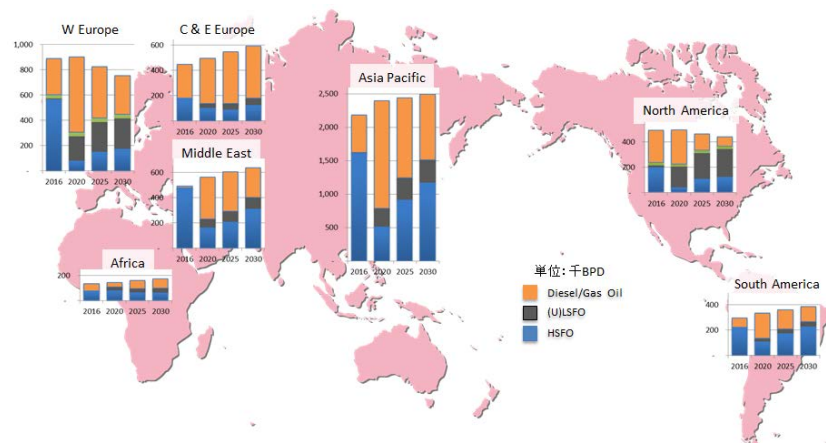 W Europe
1,000
800
600
400
200
-
2016 2020 2025 2030
C & E Europe
600
400
200
-
2016 2020 2025 2030
Middle East
600
400
200
-
2016 2020 2025 2030
Africa
200
-
2016 2020 2025 2030
Asia Pacific
2,500
2,000
1,500
1,000
500
-
2016 2020 2025 2030
North America
400
200
-
2016 2020 2025 2030
単位：千BPD
Diesel/Gas Oil
(U)LSFO
HSFO
South America
400
200
-
2016 2020 2025 2030